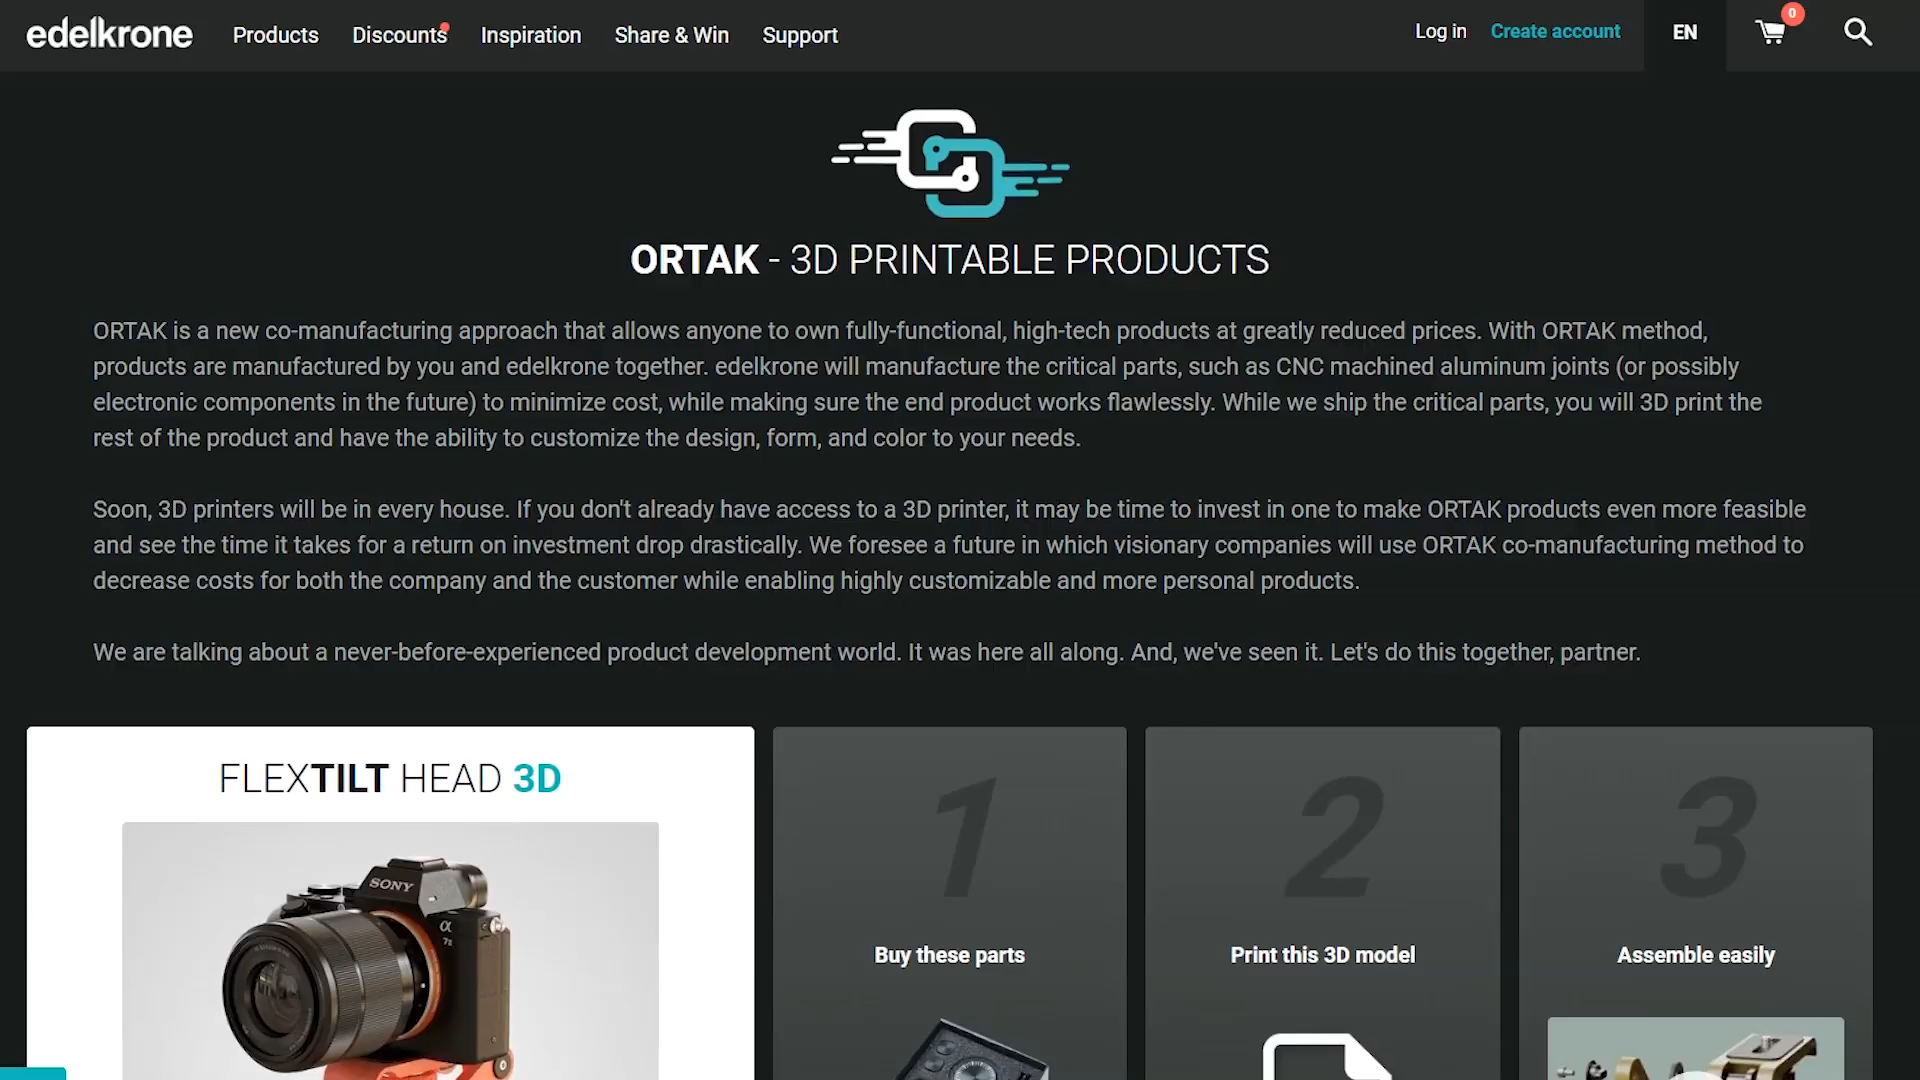 edelkrone Products Discounts Inspiration Share & Win Support Log in Create account EN 0
ORTAK - 3D PRINTABLE PRODUCTS
ORTAK is a new co-manufacturing approach that allows anyone to own fully-functional, high-tech products at greatly reduced prices. With ORTAK method,
products are manufactured by you and edelkrone together. edelkrone will manufacture the critical parts, such as CNC machined aluminum joints (or possibly
electronic components in the future) to minimize cost, while making sure the end product works flawlessly. While we ship the critical parts, you will 3D print the
rest of the product and have the ability to customize the design, form, and color to your needs.
Soon, 3D printers will be in every house. If you don't already have access to a 3D printer, it may be time to invest in one to make ORTAK products even more feasible
and see the time it takes for a return on investment drop drastically. We foresee a future in which visionary companies will use ORTAK co-manufacturing method to
decrease costs for both the company and the customer while enabling highly customizable and more personal products.
We are talking about a never-before-experienced product development world. It was here all along. And, we've seen it. Let's do this together, partner.
FLEXTILT HEAD 3D
SONY
α
7II
1
Buy these parts
2
Print this 3D model
3
Assemble easily